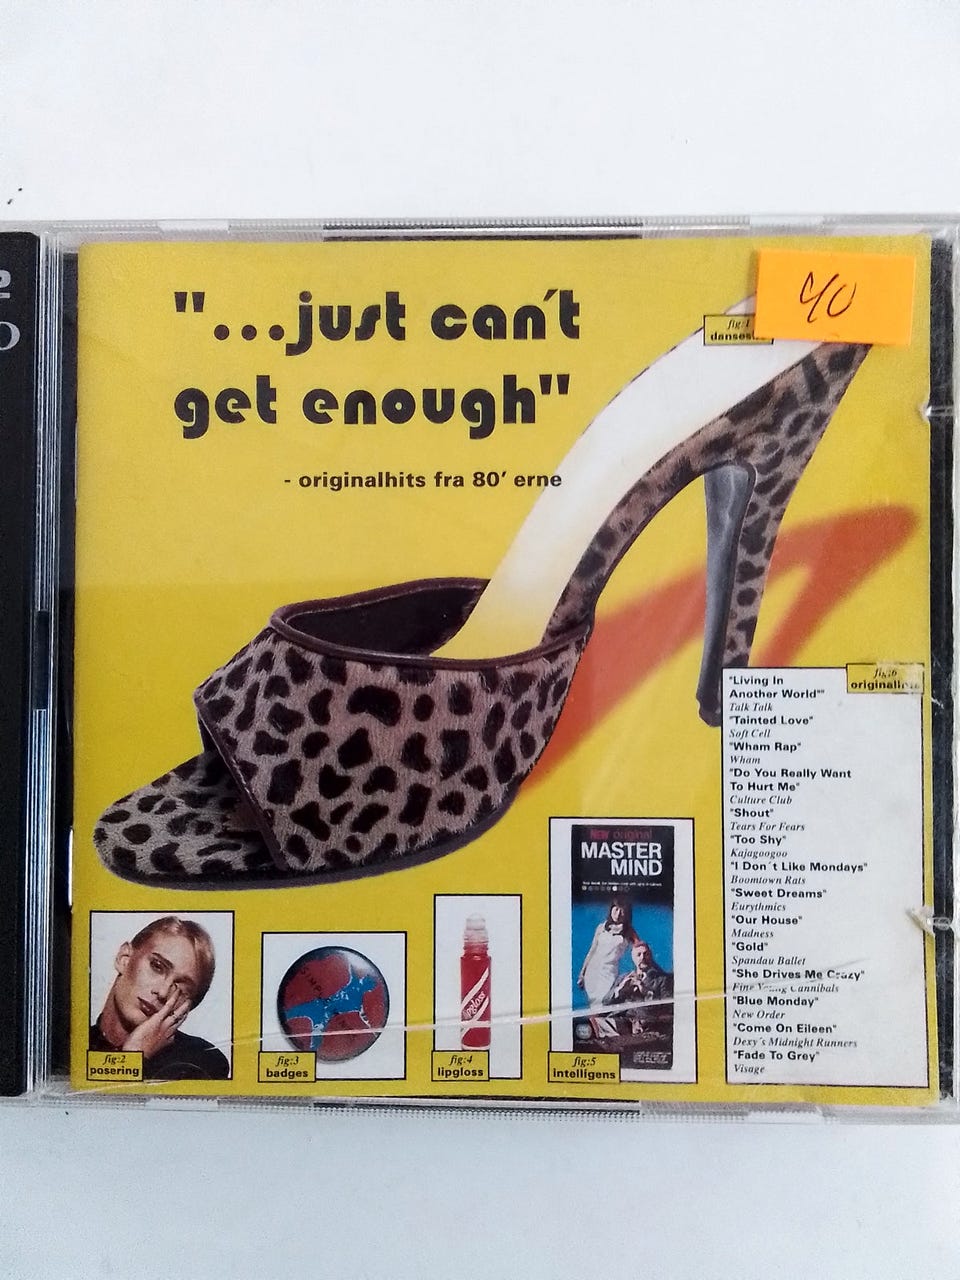 "...just can´t
get enough"
- originalhits fra 80' erne
40
fig:1
2
fig:6
"Living In
Another World""
Talk Talk
"Tainted Love"
Soft Cell
"Wham Rap"
Wham
"Do You Really Want
To Hurt Me"
Culture Club
"Shout"
Tears For Fears
"Too Shy"
Kajagoogoo
"I Don´t Like Mondays"
Boomtown Rats
"Sweet Dreams"
Eurythmics
"Our House"
Madness
"Gold"
Spandau Ballet
"She Drives Me Crazy"
Fine Young Cannibals
"Blue Monday"
New Order
"Come On Eileen"
Dexy´s Midnight Runners
"Fade To Grey"
Visage
NEW original
MASTER
MIND
lipgloss
fig:2
posering
fig:3
badges
fig:4
lipgloss
fig:5
intelligens